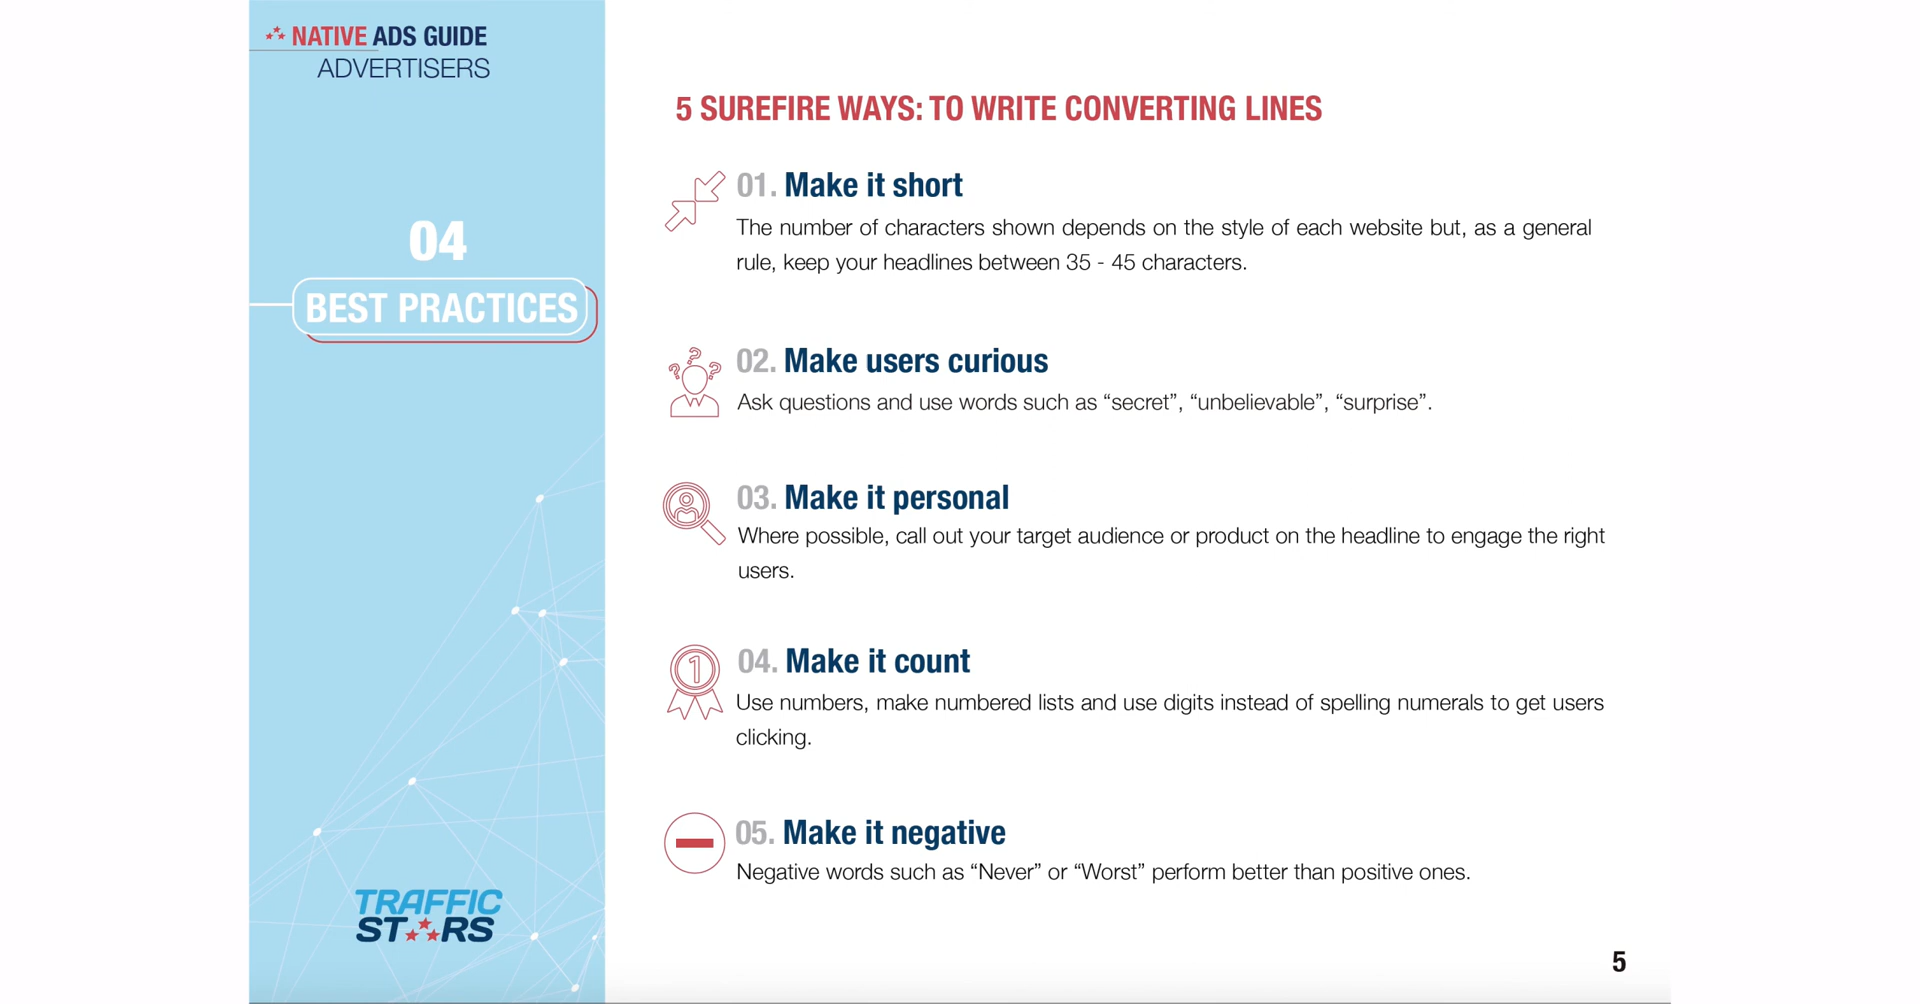 NATIVE ADS GUIDE
ADVERTISERS
04
BEST PRACTICES
TRAFFIC
STARS
5 SUREFIRE WAYS: TO WRITE CONVERTING LINES
01. Make it short
The number of characters shown depends on the style of each website but, as a general
rule, keep your headlines between 35 - 45 characters.
02. Make users curious
Ask questions and use words such as “secret”, “unbelievable”, “surprise”.
03. Make it personal
Where possible, call out your target audience or product on the headline to engage the right
users.
1
04. Make it count
Use numbers, make numbered lists and use digits instead of spelling numerals to get users
clicking.
05. Make it negative
Negative words such as “Never” or “Worst” perform better than positive ones.
5